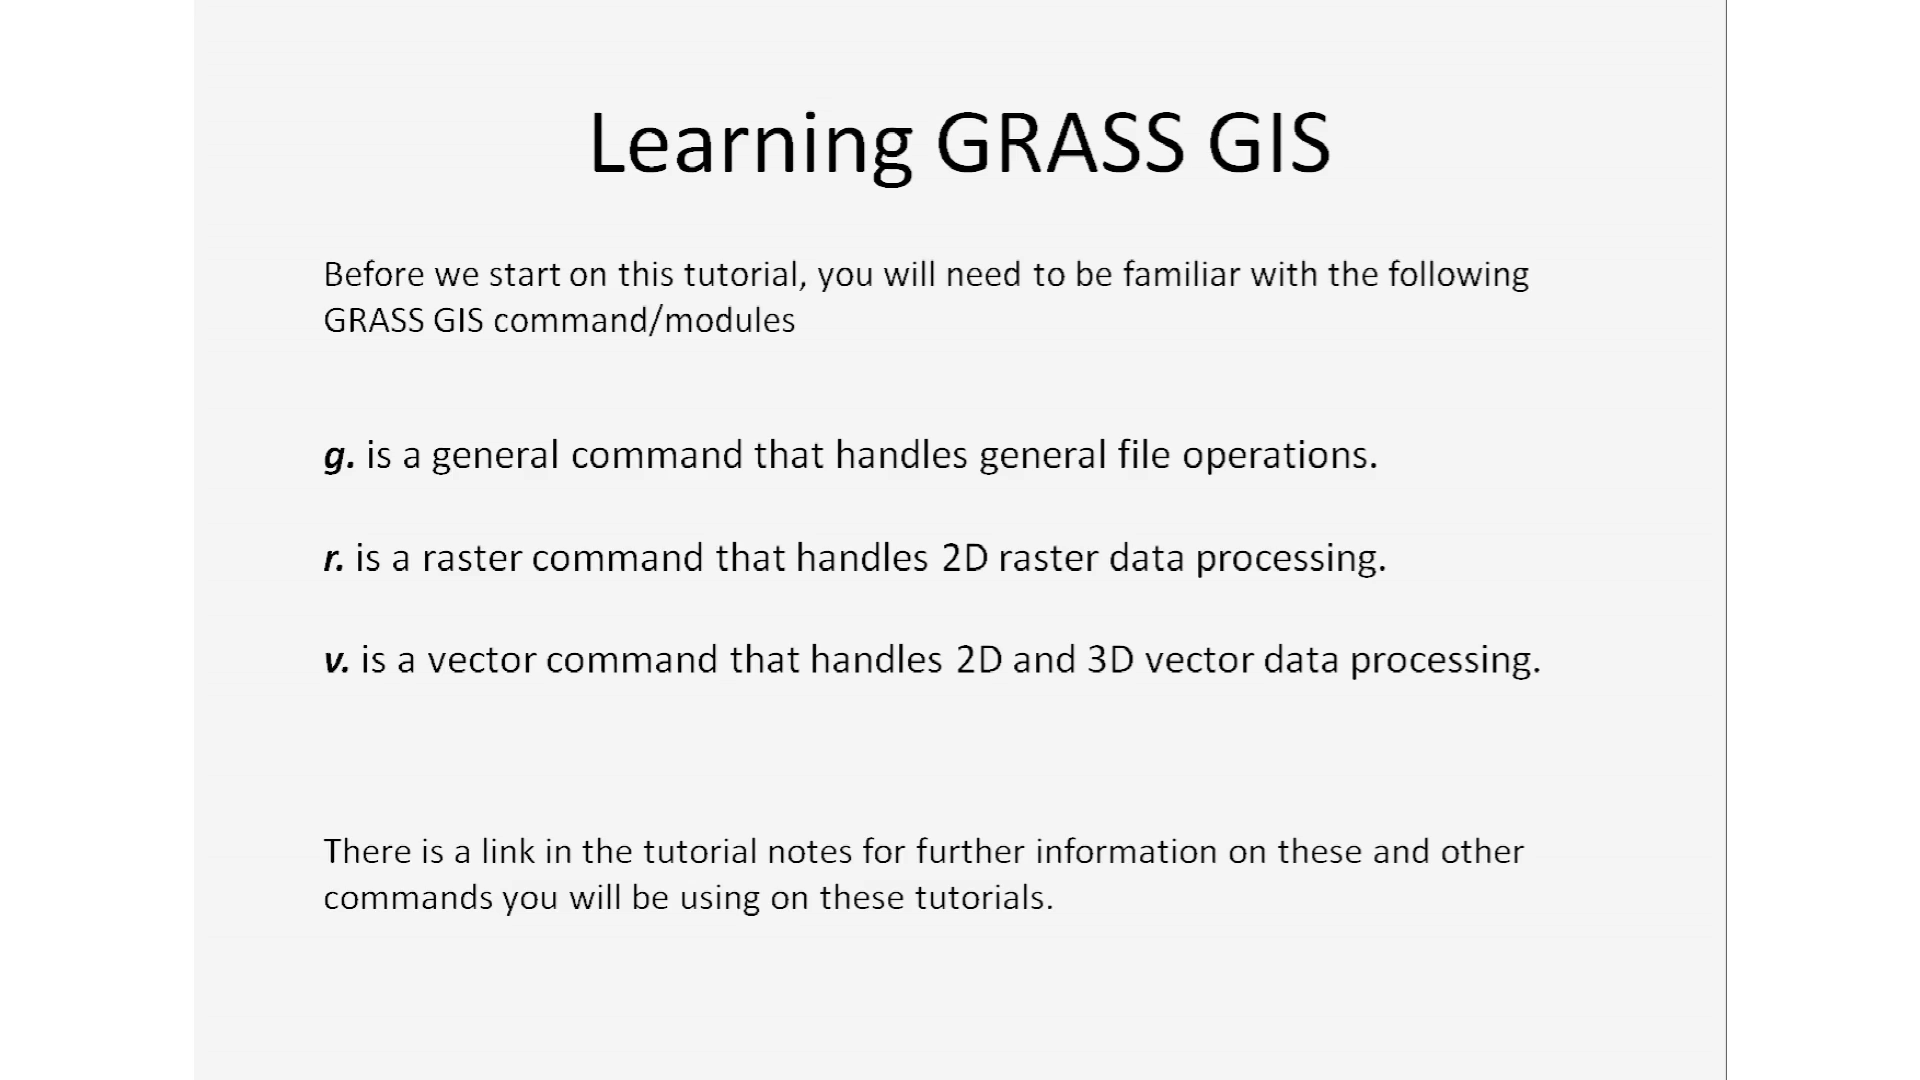 Learning GRASS GIS
Before we start on this tutorial, you will need to be familiar with the following
GRASS GIS command/modules
g. is a general command that handles general file operations.
r. is a raster command that handles 2D raster data processing.
v. is a vector command that handles 2D and 3D vector data processing.
There is a link in the tutorial notes for further information on these and other
commands you will be using on these tutorials.